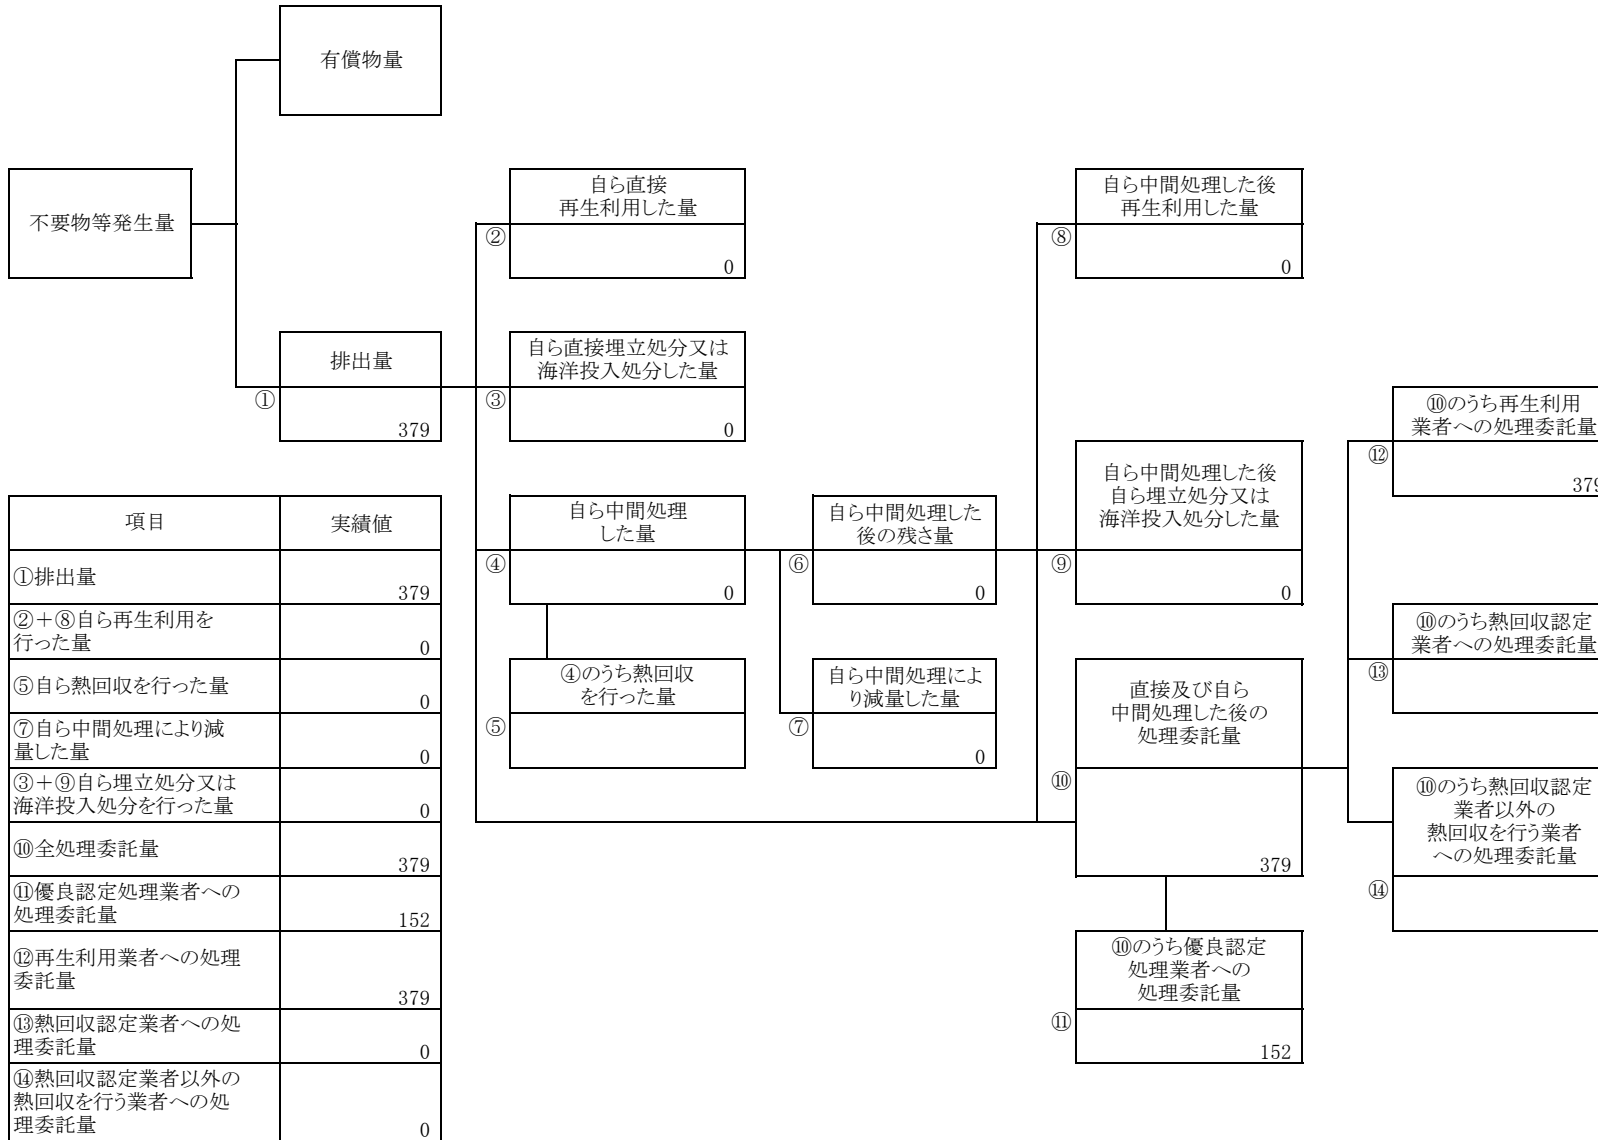 有償物量
不要物等発生量
自ら直接
再生利用した量
②
0
自ら中間処理した後
再生利用した量
⑧
0
排出量
①
379
自ら直接埋立処分又は
海洋投入処分した量
③
0
⑩のうち再生利用
業者への処理委託量
⑫
379
自ら中間処理
した量
④
0
自ら中間処理した
後の残さ量
⑥
0
自ら中間処理した後
自ら埋立処分又は
海洋投入処分した量
⑨
0
⑩のうち熱回収認定
業者への処理委託量
⑬
④のうち熱回収
を行った量
⑤
自ら中間処理によ
り減量した量
⑦
0
直接及び自ら
中間処理した後の
処理委託量
⑩
379
⑩のうち熱回収認定
業者以外の
熱回収を行う業者
への処理委託量
⑭
⑩のうち優良認定
処理業者への
処理委託量
⑪
152
項目 実績値
①排出量
379
②+⑧自ら再生利用を
行った量
0
⑤自ら熱回収を行った量
0
⑦自ら中間処理により減
量した量
0
③+⑨自ら埋立処分又は
海洋投入処分を行った量
0
⑩全処理委託量
379
⑪優良認定処理業者への
処理委託量
152
⑫再生利用業者への処理
委託量
379
⑬熱回収認定業者への処
理委託量
0
⑭熱回収認定業者以外の
熱回収を行う業者への処
理委託量
0